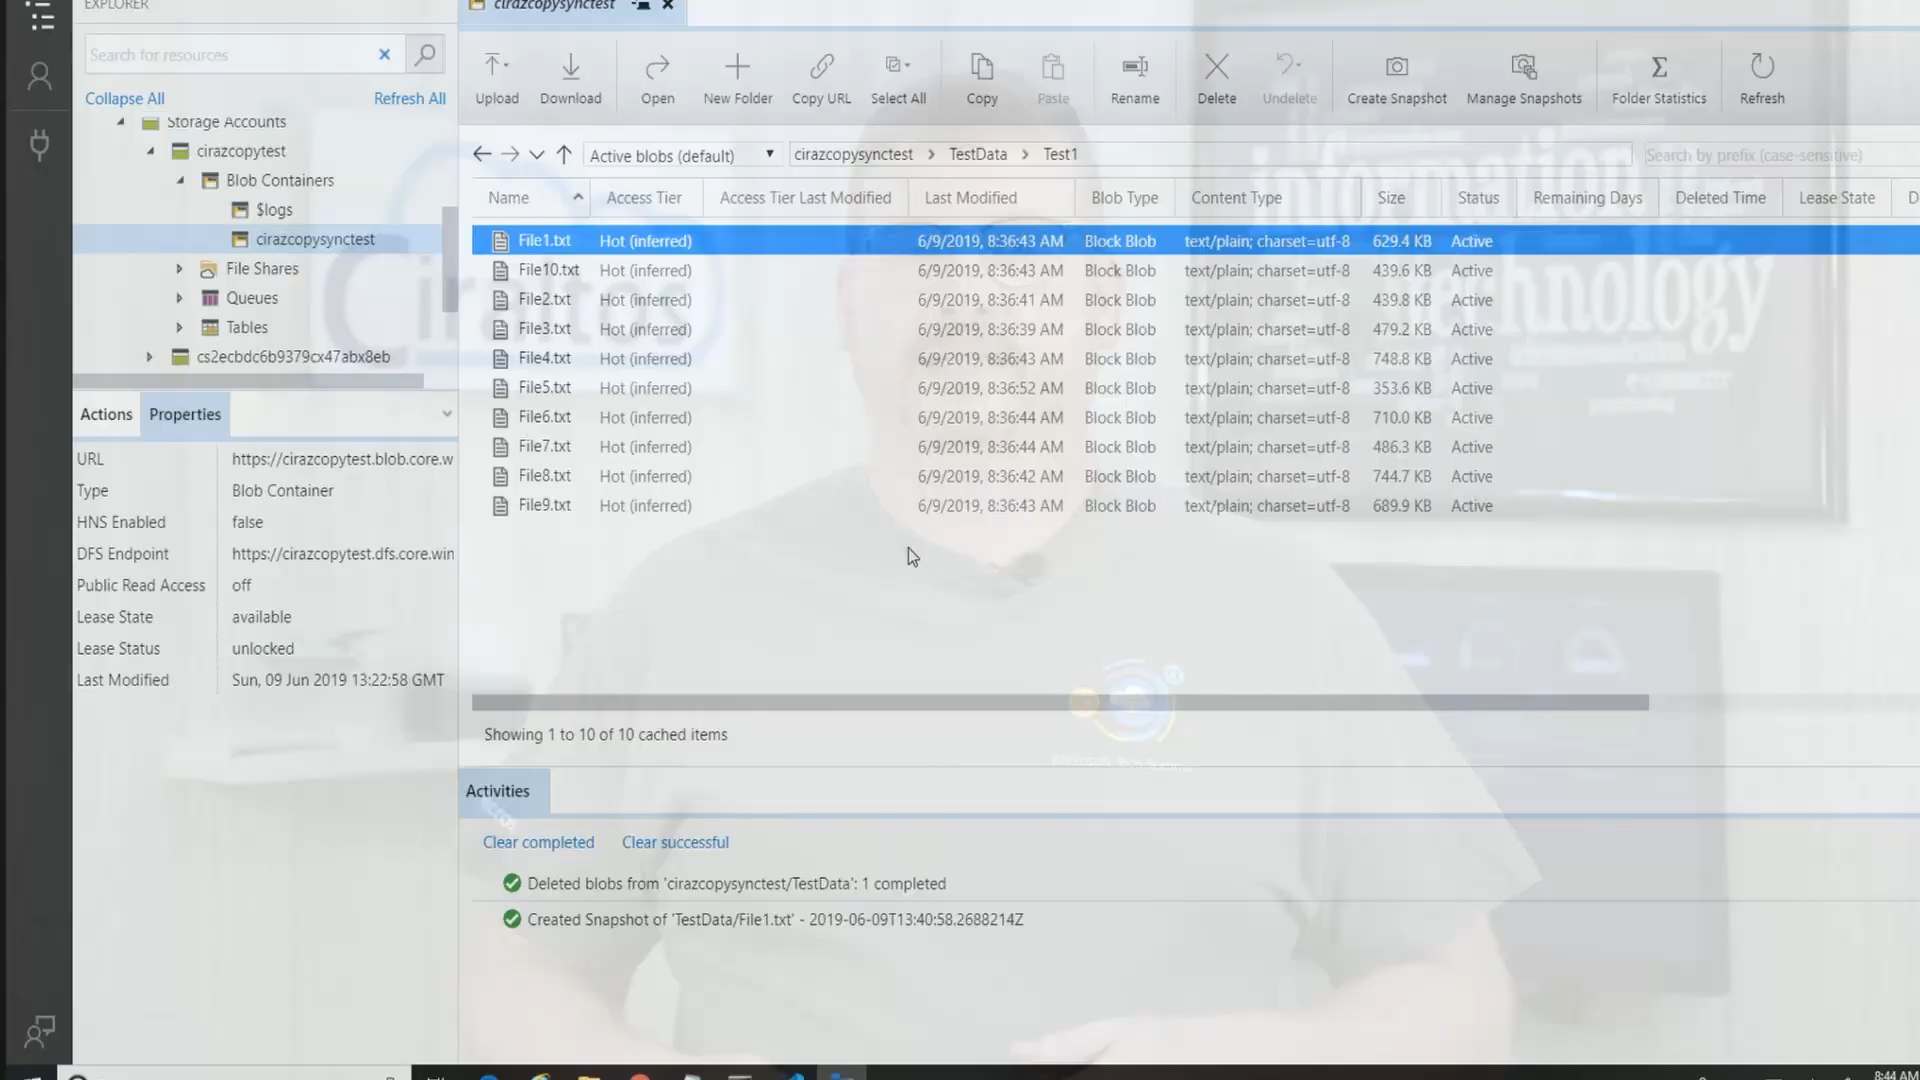 EXPLORER
Search for resources
Collapse All Refresh All
Storage Accounts
cirazcopytest
Blob Containers
$logs
cirazcopysynctest
File Shares
Queues
Tables
cs2ecbdc6b9379cx47abx8eb
Actions Properties
URL https://cirazcopytest.blob.core.w
Type Blob Container
HNS Enabled false
DFS Endpoint https://cirazcopytest.dfs.core.win
Public Read Access off
Lease State available
Lease Status unlocked
Last Modified Sun, 09 Jun 2019 13:22:58 GMT
cirazcopysynctest
Upload Download Open New Folder Copy URL Select All Copy Paste Rename Delete Undelete Create Snapshot Manage Snapshots Folder Statistics Refresh
Active blobs (default) cirazcopysynctest TestData Test1 Search by prefix (case-sensitive)
Name Access Tier Access Tier Last Modified Last Modified Blob Type Content Type Size Status Remaining Days Deleted Time Lease State D
File1.txt Hot (inferred) 6/9/2019, 8:36:43 AM Block Blob text/plain; charset=utf-8 629.4 KB Active
File10.txt Hot (inferred) 6/9/2019, 8:36:43 AM Block Blob text/plain; charset=utf-8 439.6 KB Active
File2.txt Hot (inferred) 6/9/2019, 8:36:41 AM Block Blob text/plain; charset=utf-8 439.8 KB Active
File3.txt Hot (inferred) 6/9/2019, 8:36:39 AM Block Blob text/plain; charset=utf-8 479.2 KB Active
File4.txt Hot (inferred) 6/9/2019, 8:36:43 AM Block Blob text/plain; charset=utf-8 748.8 KB Active
File5.txt Hot (inferred) 6/9/2019, 8:36:52 AM Block Blob text/plain; charset=utf-8 353.6 KB Active
File6.txt Hot (inferred) 6/9/2019, 8:36:44 AM Block Blob text/plain; charset=utf-8 710.0 KB Active
File7.txt Hot (inferred) 6/9/2019, 8:36:44 AM Block Blob text/plain; charset=utf-8 486.3 KB Active
File8.txt Hot (inferred) 6/9/2019, 8:36:42 AM Block Blob text/plain; charset=utf-8 744.7 KB Active
File9.txt Hot (inferred) 6/9/2019, 8:36:43 AM Block Blob text/plain; charset=utf-8 689.9 KB Active
Showing 1 to 10 of 10 cached items
Activities
Clear completed Clear successful
Deleted blobs from 'cirazcopysynctest/TestData': 1 completed
Created Snapshot of 'TestData/File1.txt' - 2019-06-09T13:40:58.2688214Z
Ciraltos
information
technology
8:44 AM